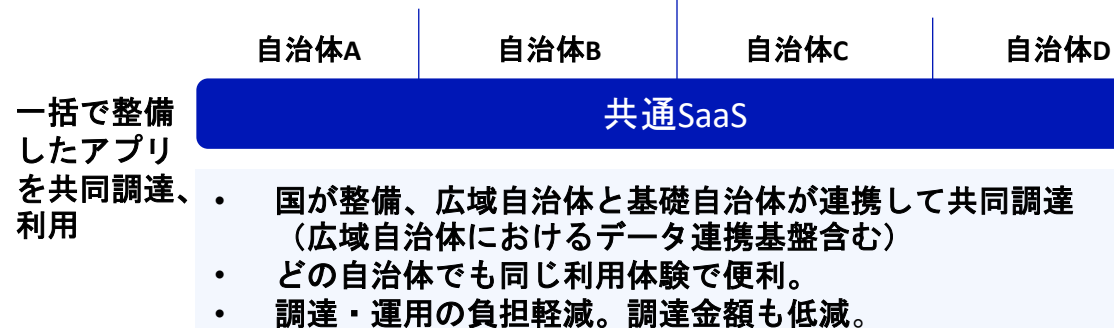 自治体A 自治体B 自治体C 自治体D
共通SaaS
一括で整備
したアプリ
を共同調達、
利用
• 国が整備、広域自治体と基礎自治体が連携して共同調達
（広域自治体におけるデータ連携基盤含む）
• どの自治体でも同じ利用体験で便利。
• 調達・運用の負担軽減。調達金額も低減。